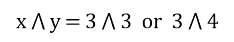 x ⋀ y = 3 ⋀ 3 or 3 ⋀ 4